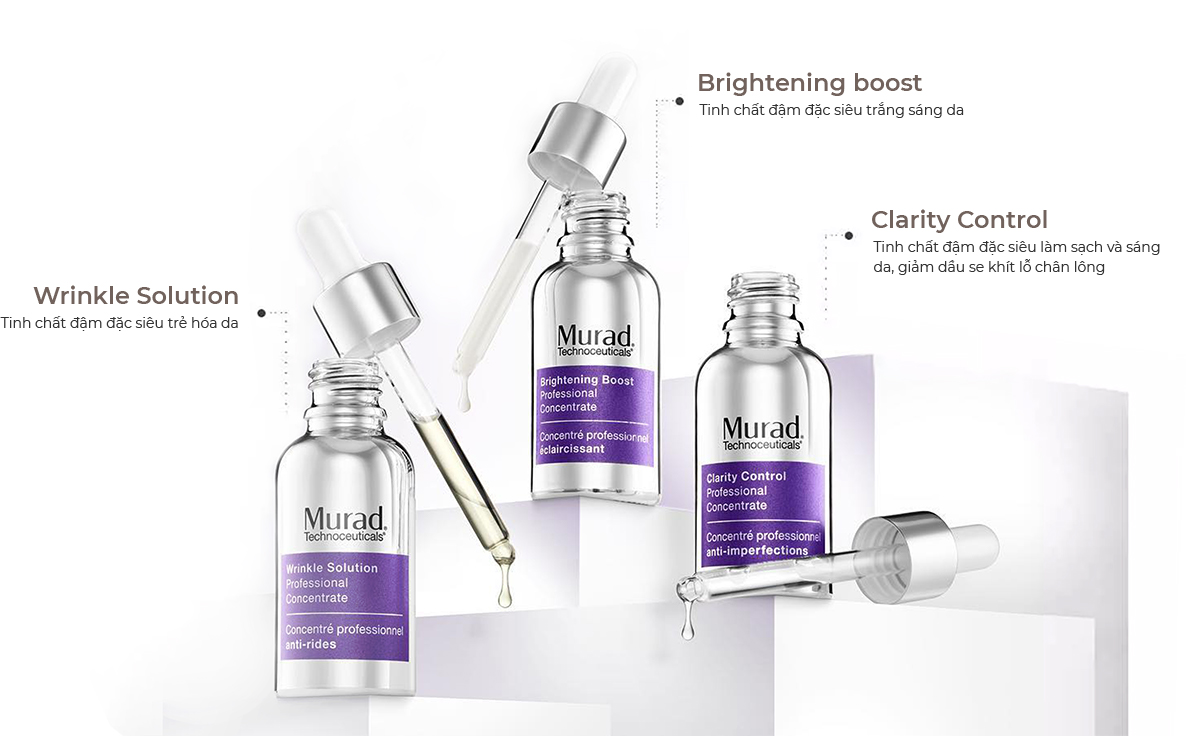 Brightening boost
Tinh chất đậm đặc siêu trắng sáng da
Clarity Control
Tinh chất đậm đặc siêu làm sạch và sáng
da, giảm dầu se khít lỗ chân lông
Wrinkle Solution
Tinh chất đậm đặc siêu trẻ hóa da
Murad.
Technoceuticals®
Brightening Boost
Professional
Concentrate
Concentré professionnel
éclaircissant
Murad.
Technoceuticals®
Clarity Control
Professional
Concentrate
Concentré professionnel
anti-imperfections
Murad.
Technoceuticals®
Wrinkle Solution
Professional
Concentrate
Concentré professionnel
anti-rides